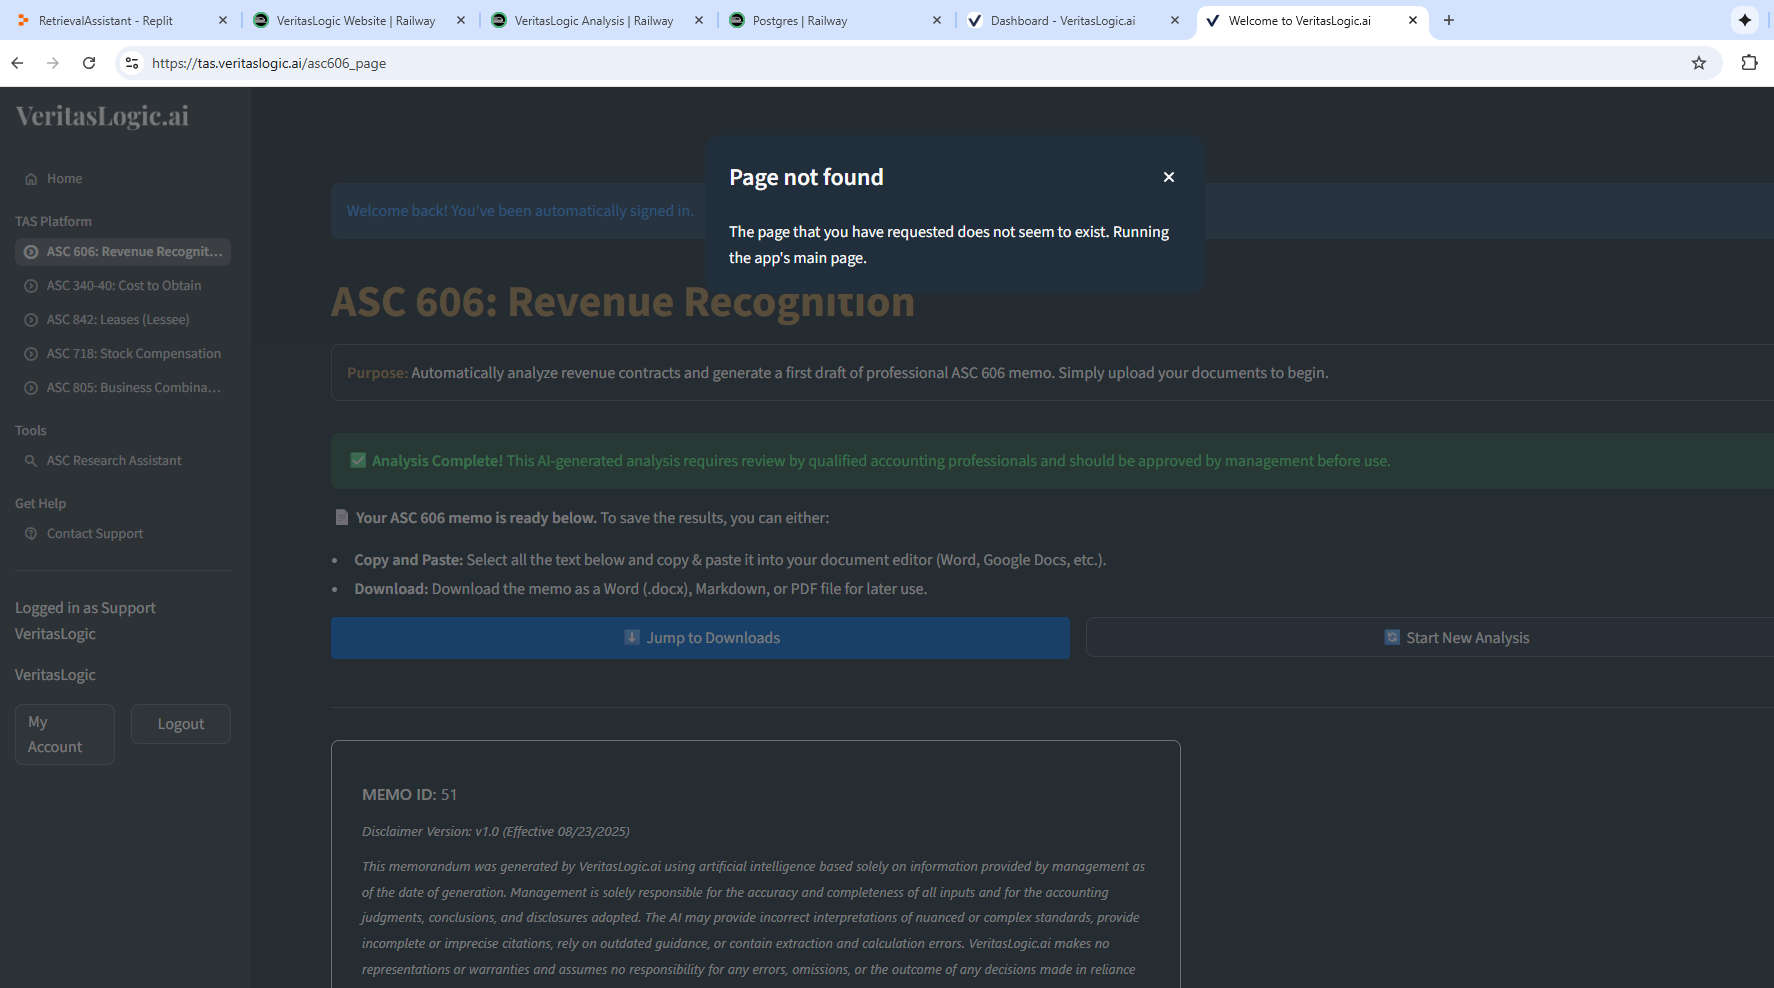 RetrievalAssistant - Replit
VeritasLogic Website | Railway
VeritasLogic Analysis | Railway
Postgres | Railway
Dashboard - VeritasLogic.ai
Welcome to VeritasLogic.ai
https://tas.veritaslogic.ai/asc606_page
VeritasLogic.ai
Home
TAS Platform
ASC 606: Revenue Recognit...
ASC 340-40: Cost to Obtain
ASC 842: Leases (Lessee)
ASC 718: Stock Compensation
ASC 805: Business Combina...
Tools
ASC Research Assistant
Get Help
Contact Support
Logged in as Support
VeritasLogic
VeritasLogic
My
Account
Logout
Page not found
The page that you have requested does not seem to exist. Running
the app's main page.
Welcome back! You've been automatically signed in.
ASC 606: Revenue Recognition
Purpose: Automatically analyze revenue contracts and generate a first draft of professional ASC 606 memo. Simply upload your documents to begin.
Analysis Complete! This AI-generated analysis requires review by qualified accounting professionals and should be approved by management before use.
Your ASC 606 memo is ready below. To save the results, you can either:
• Copy and Paste: Select all the text below and copy & paste it into your document editor (Word, Google Docs, etc.).
• Download: Download the memo as a Word (.docx), Markdown, or PDF file for later use.
Jump to Downloads
Start New Analysis
MEMO ID: 51
Disclaimer Version: v1.0 (Effective 08/23/2025)
This memorandum was generated by VeritasLogic.ai using artificial intelligence based solely on information provided by management as
of the date of generation. Management is solely responsible for the accuracy and completeness of all inputs and for the accounting
judgments, conclusions, and disclosures adopted. The AI may provide incorrect interpretations of nuanced or complex standards, provide
incomplete or imprecise citations, rely on outdated guidance, or contain extraction and calculation errors. VeritasLogic.ai makes no
representations or warranties and assumes no responsibility for any errors, omissions, or the outcome of any decisions made in reliance